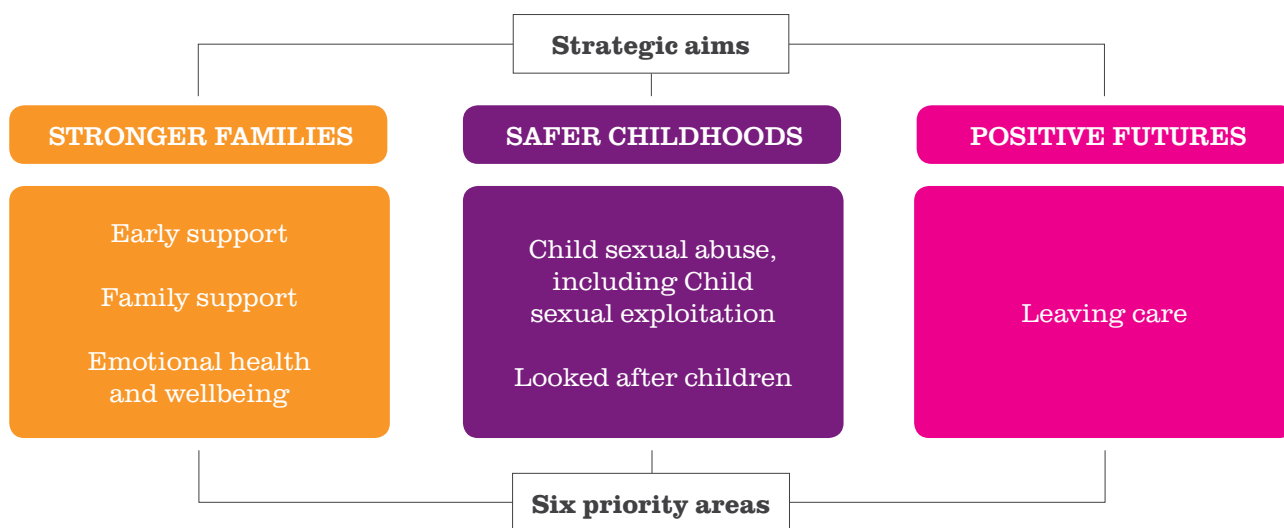 Strategic aims
STRONGER FAMILIES
Early support
Family support
Emotional health
and wellbeing
SAFER CHILDHOODS
Child sexual abuse,
including Child
sexual exploitation
Looked after children
POSITIVE FUTURES
Leaving care
Six priority areas